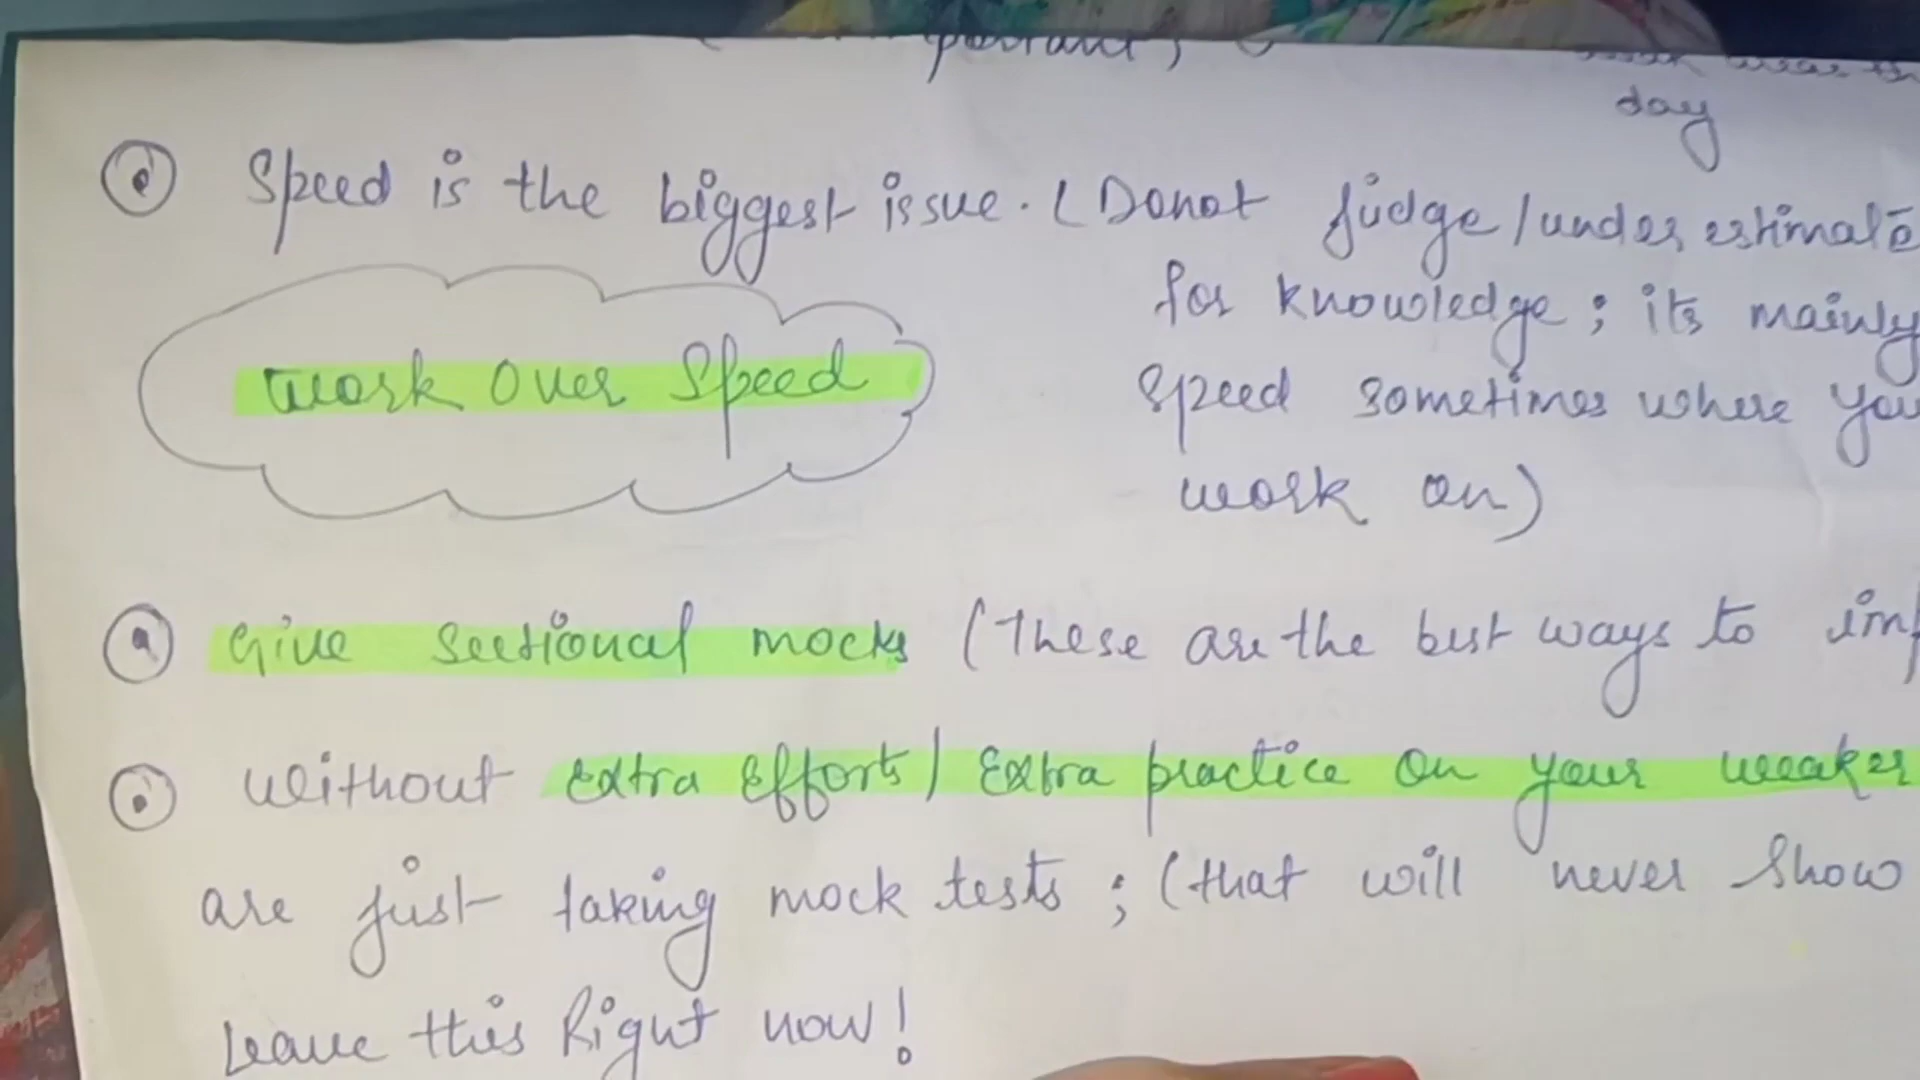 day
Speed is the biggest issue. (Donot judge/under estimate
for knowledge; its mainly
work over speed
speed sometimes where you
work on)
Give sectional mocks (These are the best ways to
without extra efforts/ Extra practice on your weaker
are just taking mock tests; (that will never show
Leave this Right now!